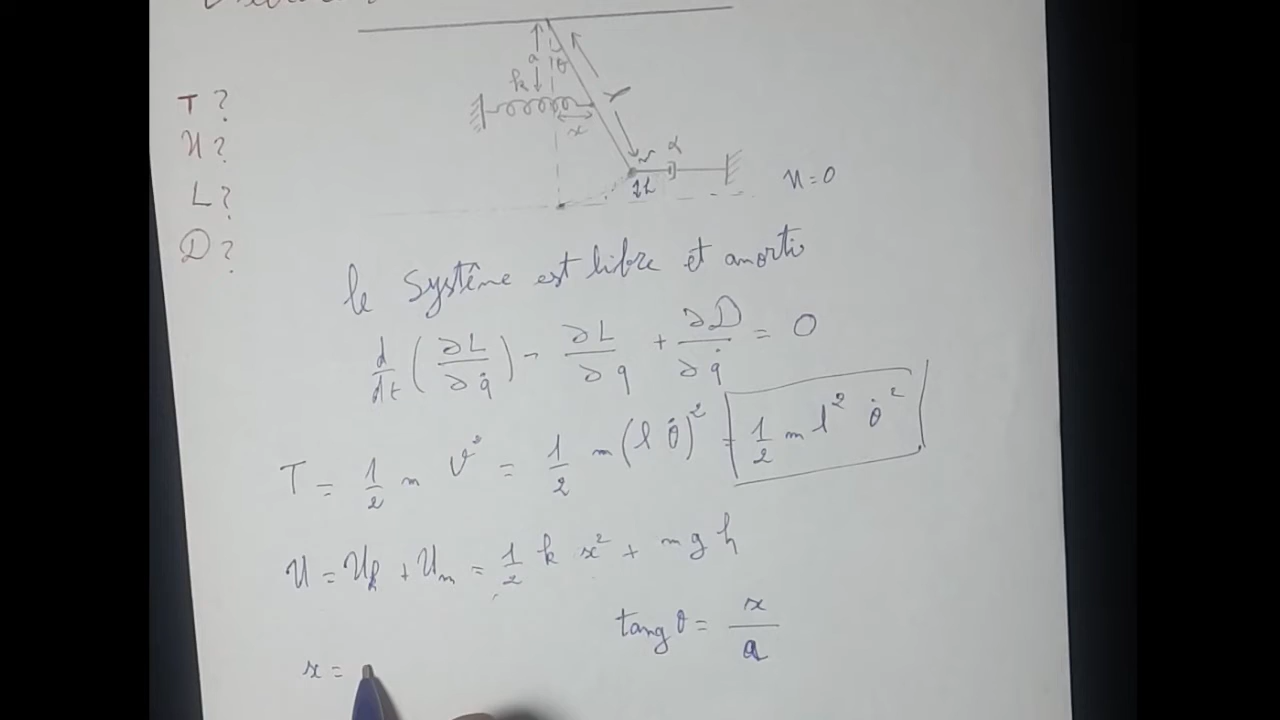 T ?
U ?
L ?
D ?
a
θ
k
l
x
m
α
h
U = 0
le Système est libre et amorti
d/dt (∂L/∂q̇) - ∂L/∂q + ∂D/∂q̇ = 0
T = 1/2 m v² = 1/2 m (l θ̇)² = 1/2 m l² θ̇²
U = Uk + Um = 1/2 k x² + m g h
tang θ = x/a
x =